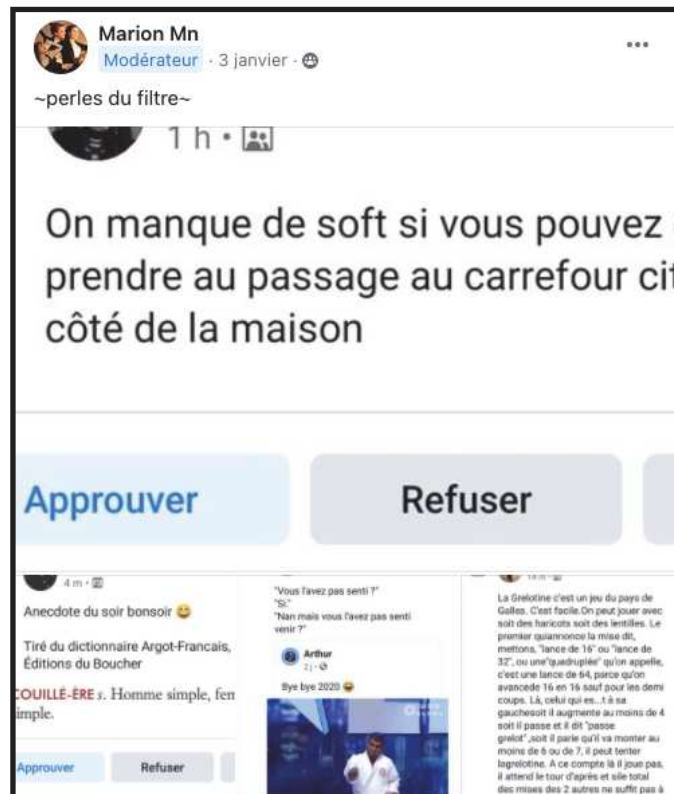 Marion Mn
Modérateur · 3 janvier ·
~perles du filtre~
1 h ·
On manque de soft si vous pouvez
prendre au passage au carrefour cit
côté de la maison
Approuver
Refuser
4 m ·
Anecdote du soir bonsoir 😄
Tiré du dictionnaire Argot-Francais,
Éditions du Boucher
COUILLÉ-ÈRE s. Homme simple, fem
imple.
Approuver
Refuser
"Vous l'avez pas senti ?"
"Si."
"Nan mais vous l'avez pas senti
venir ?"
Arthur
2 j ·
Bye bye 2020 😄
La Grelotine c'est un jeu du pays de
Galles. C'est facile.On peut jouer avec
soit des haricots soit des lentilles. Le
premier quiannonce la mise dit,
mettons, "lance de 16" ou "lance de
32", ou une"quadruplée" qu'on appelle,
c'est une lance de 64, parce qu'on
avancede 16 en 16 sauf pour les demi
coups. Là, celui qui es...t à sa
gauchesoit il augmente au moins de 4
soit il passe et il dit "passe
grelot",soit il parie qu'il va monter au
moins de 6 ou de 7, il peut tenter
lagrelotine. A ce compte là il joue pas,
il attend le tour d'après et sile total
des mises des 2 autres ne suffit pas à